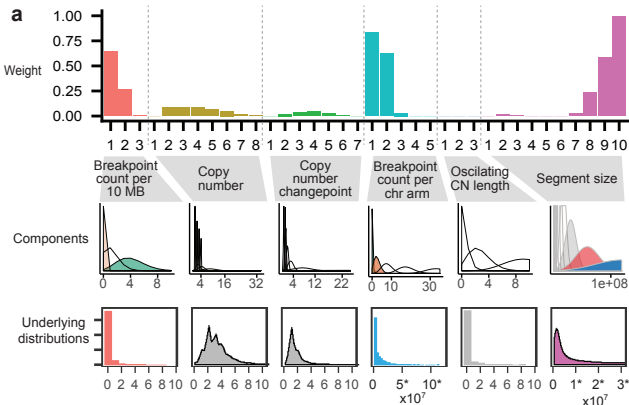 a
1.00
0.75
0.50
0.25
0.00
Weight
1 2 3 1 2 3 4 5 6 7 8 1 2 3 4 5 6 7 1 2 3 4 5 1 2 3 1 2 3 4 5 6 7 8 9 10
Breakpoint count per 10 MB
Copy number
Copy number changepoint
Breakpoint count per chr arm
Oscilating CN length
Segment size
Components
0 4 8
4 16 32
4 12 22
0 30
0 8
1e+08
Underlying distributions
0 2 4 6 8 10
0 2 4 6 8 10
0 2 4 6 8 10
0 5* 10*
x10⁷
0 2 4 6 8 10
0 1* 2* 3*
x10⁷